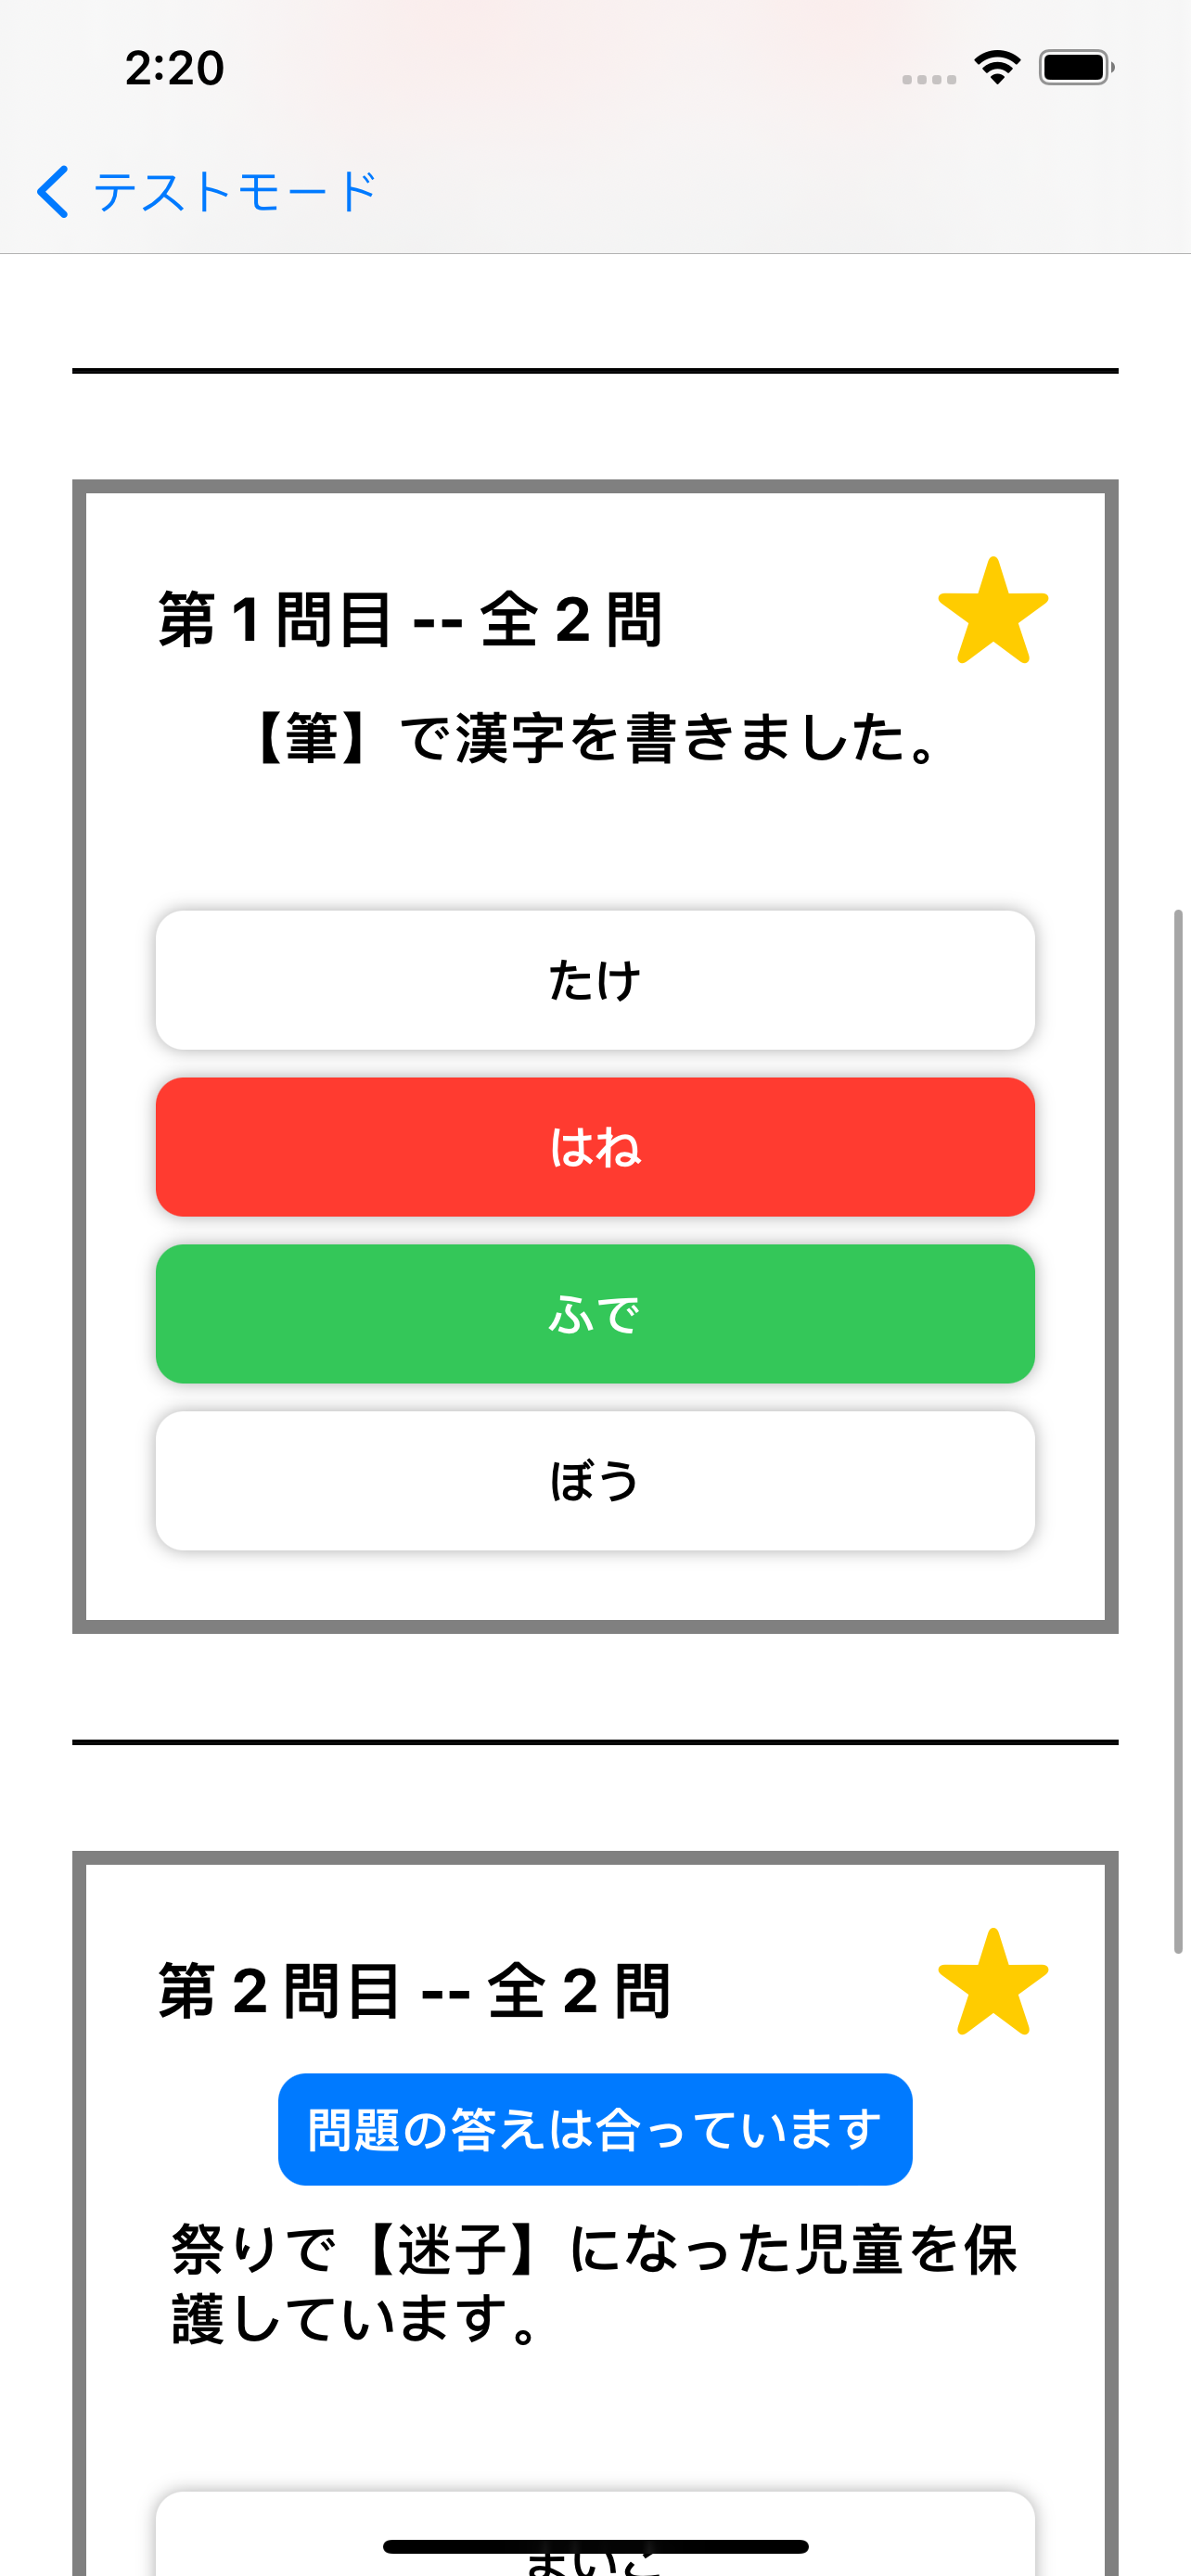 2:20
テストモード
第 1 問目 -- 全 2 問
【筆】で漢字を書きました。
たけ
はね
ふで
ぼう
第 2 問目 -- 全 2 問
問題の答えは合っています
祭りで【迷子】になった児童を保
護しています。
まいご